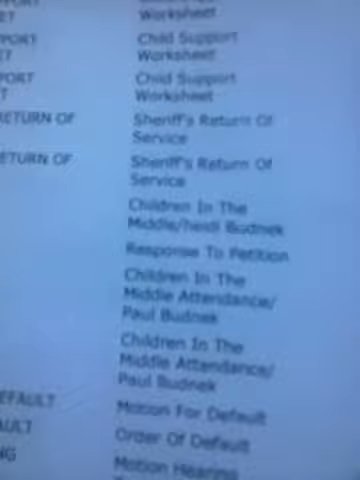 Worksheet
PORT Child Support
Worksheet
PORT Child Support
Worksheet
RETURN OF Sheriff's Return Of
Service
ETURN OF Sheriff's Return Of
Service
Children In The
Middle/heidi Budnek
Response To Petition
Children In The
Middle Attendance/
Paul Budnek
Children In The
Middle Attendance/
Paul Budnek
EFAULT Motion For Default
AULT Order Of Default
NG Motion Hearing